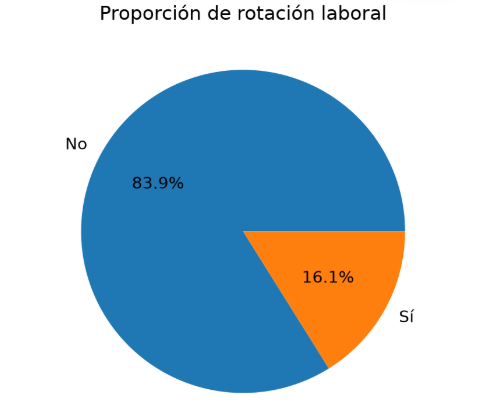 Proporción de rotación laboral
No
83.9%
16.1%
Sí